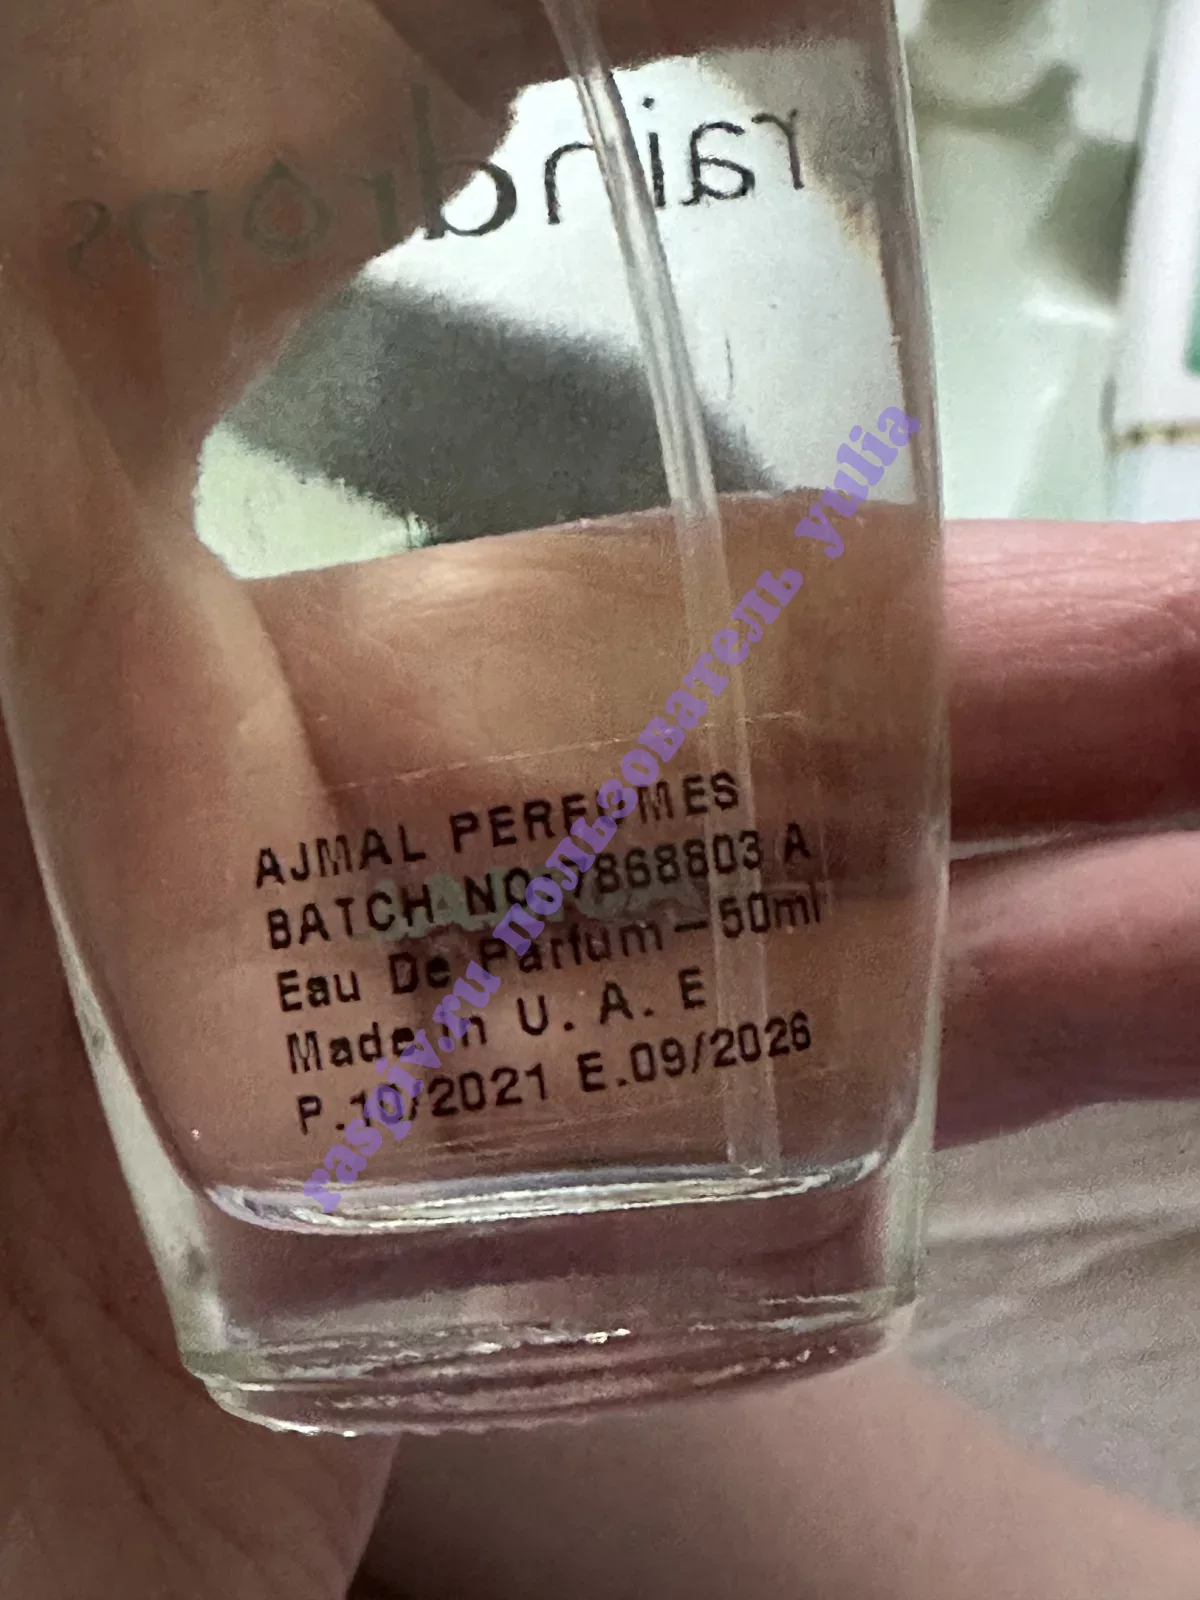 raindrops
AJMAL PERFUMES
BATCH NO. 7868803 A
Eau De Parfum - 50ml
Made in U. A. E
P.10/2021 E.09/2026
raspiv.ru пользователь yulia